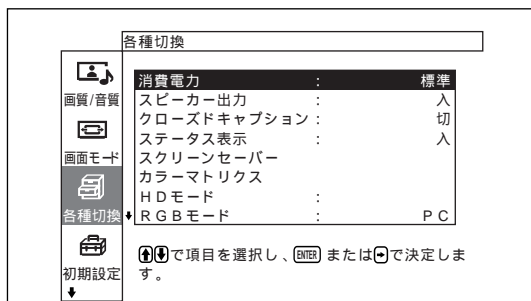 各種切換
画質/音質
画面モード
各種切換
初期設定
消費電力 : 標準
スピーカー出力 : 入
クローズドキャプション : 切
ステータス表示 : 入
スクリーンセーバー
カラーマトリクス
HDモード :
RGBモード : PC
で項目を選択し、ENTER または で決定しま
す。